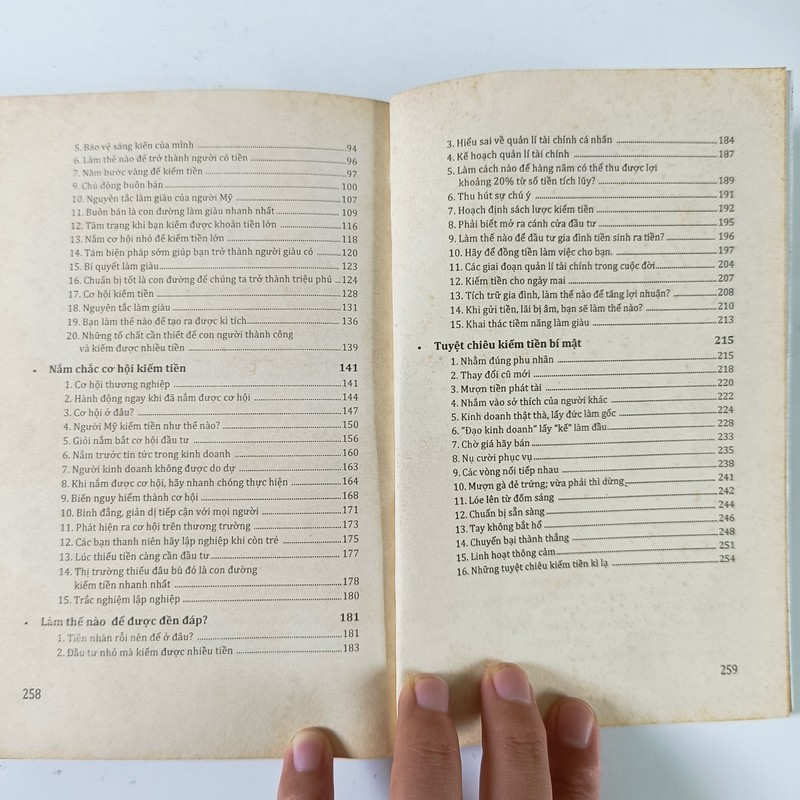 5. Bảo vệ sáng kiến của mình 94
6. Làm thẻ nào để trở thành người có tiền 96
7. Năm bước vàng để kiếm tiền 97
9. Chủ động buôn bán 100
10. Nguyên tắc làm giàu của người Mỹ 107
11. Buôn bán là con đường làm giàu nhanh nhất 109
12. Tâm trạng khi bạn kiếm được khoản tiền lớn 116
13. Nắm cơ hội nhỏ để kiếm tiền lớn 118
14. Tám biện pháp sớm giúp bạn trở thành người giàu có 120
15. Bí quyết làm giàu 123
16. Chuẩn bị tốt là con đường để chúng ta trở thành triệu phú 124
17. Cơ hội kiếm tiền 128
18. Nguyên tắc làm giàu 131
19. Bạn làm thế nào để tạo ra được kì tích 136
20. Những tố chất cần thiết để con người thành công
và kiếm được nhiều tiền 139
• Nắm chắc cơ hội kiếm tiền 141
1. Cơ hội thương nghiệp 141
2. Hành động ngay khi đã nắm được cơ hội 144
3. Cơ hội ở đâu? 147
4. Người Mỹ kiếm tiền như thế nào? 150
5. Giỏi nắm bắt cơ hội đầu tư 156
6. Nắm trước tin tức trong kinh doanh 160
7. Người kinh doanh không được do dự 163
8. Khi nắm được cơ hội, hãy nhanh chóng thực hiện 164
9. Biến nguy hiểm thành cơ hội 168
10. Bình đẳng, giản dị tiếp cận với mọi người 171
11. Phát hiện ra cơ hội trên thương trường 173
12. Các bạn thanh niên hãy lập nghiệp khi còn trẻ 175
13. Lúc thiếu tiền càng cần đầu tư 177
14. Thị trường thiếu đâu bù đó là con đường
kiếm tiền nhanh nhất 178
15. Trắc nghiệm lập nghiệp 180
• Làm thế nào để được đền đáp? 181
1. Tiền nhàn rỗi nên để ở đâu? 181
2. Đầu tư nhỏ mà kiếm được nhiều tiền 183
258
3. Hiểu sai về quản lí tài chính cá nhân 184
4. Kế hoạch quản lí tài chính 187
5. Làm cách nào để hàng năm có thể thu được lợi
khoảng 20% từ số tiền tích lũy? 189
6. Thu hút sự chú ý 191
7. Hoạch định sách lược kiếm tiền 192
8. Phải biết mở ra cánh cửa đầu tư 195
9. Làm thế nào để đầu tư gia đình tiền sinh ra tiền? 196
10. Hãy để đồng tiền làm việc cho bạn. 197
11. Các giai đoạn quản lí tài chính trong cuộc đời 204
12. Kiếm tiền cho ngày mai 207
13. Tích trữ gia đình, làm thế nào để tăng lợi nhuận? 208
14. Khi gửi tiền, lãi bị âm, bạn sẽ làm thế nào? 210
15. Khai thác tiềm năng làm giàu 213
• Tuyệt chiêu kiếm tiền bí mật 215
1. Nhằm đúng phụ nhân 215
2. Thay đổi cũ mới 218
3. Mượn tiền phát tài 220
4. Nhắm vào sở thích của người khác 222
5. Kinh doanh thật thà, lấy đức làm gốc 224
6. "Đạo kinh doanh" lấy "kế" làm đầu 228
7. Chờ giá hãy bán 233
8. Nụ cười phục vụ 235
9. Các vòng nối tiếp nhau 238
10. Mượn gà đẻ trứng; vừa phải thì dừng 241
11. Lóe lên từ đốm sáng 242
12. Chuẩn bị sẵn sàng 244
13. Tay không bắt hổ 246
14. Chuyển bại thành thắng 248
15. Linh hoạt thông cảm 251
16. Những tuyệt chiêu kiếm tiền kì lạ 254
259